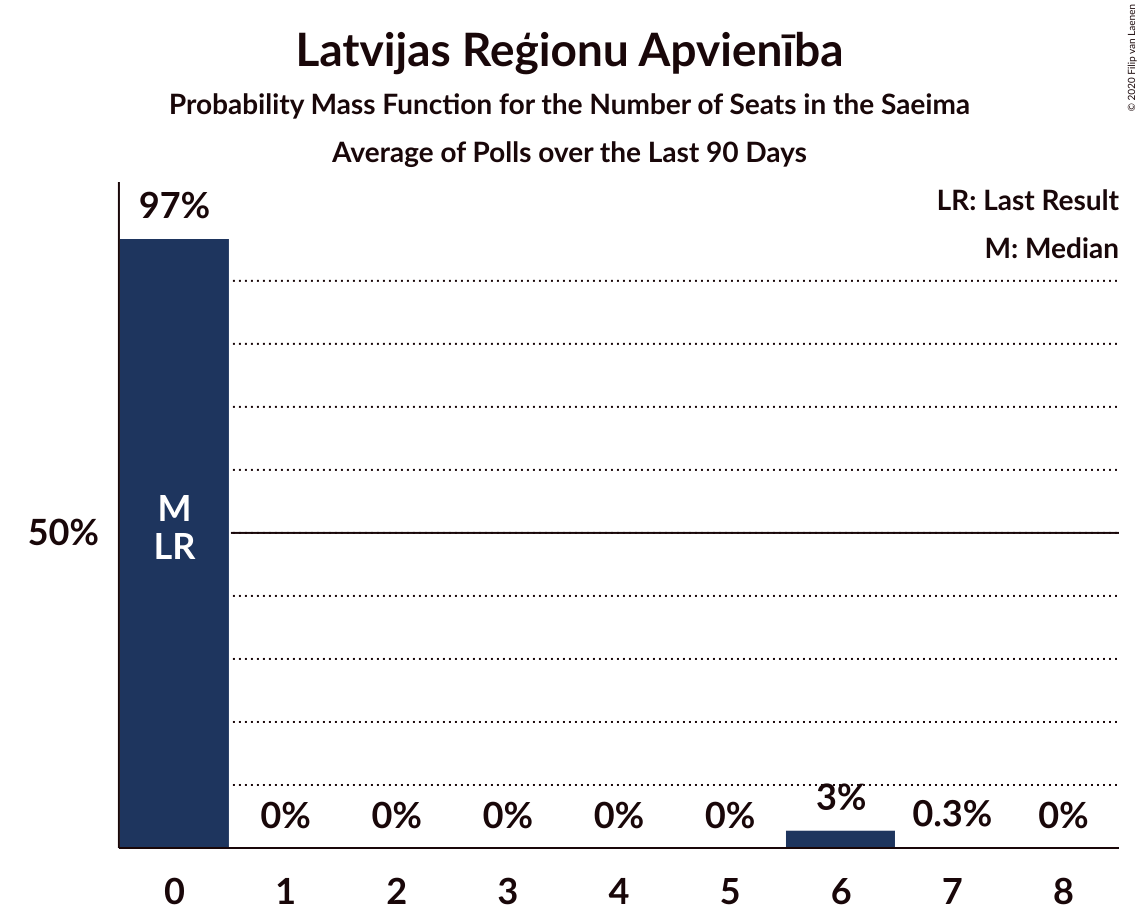 Latvijas Reģionu Apvienība
Probability Mass Function for the Number of Seats in the Saeima
Average of Polls over the Last 90 Days
© 2020 Filip van Laenen
LR: Last Result
M: Median
97%
M
LR
50%
0%
0%
0%
0%
0%
3%
0.3%
0%
0 1 2 3 4 5 6 7 8